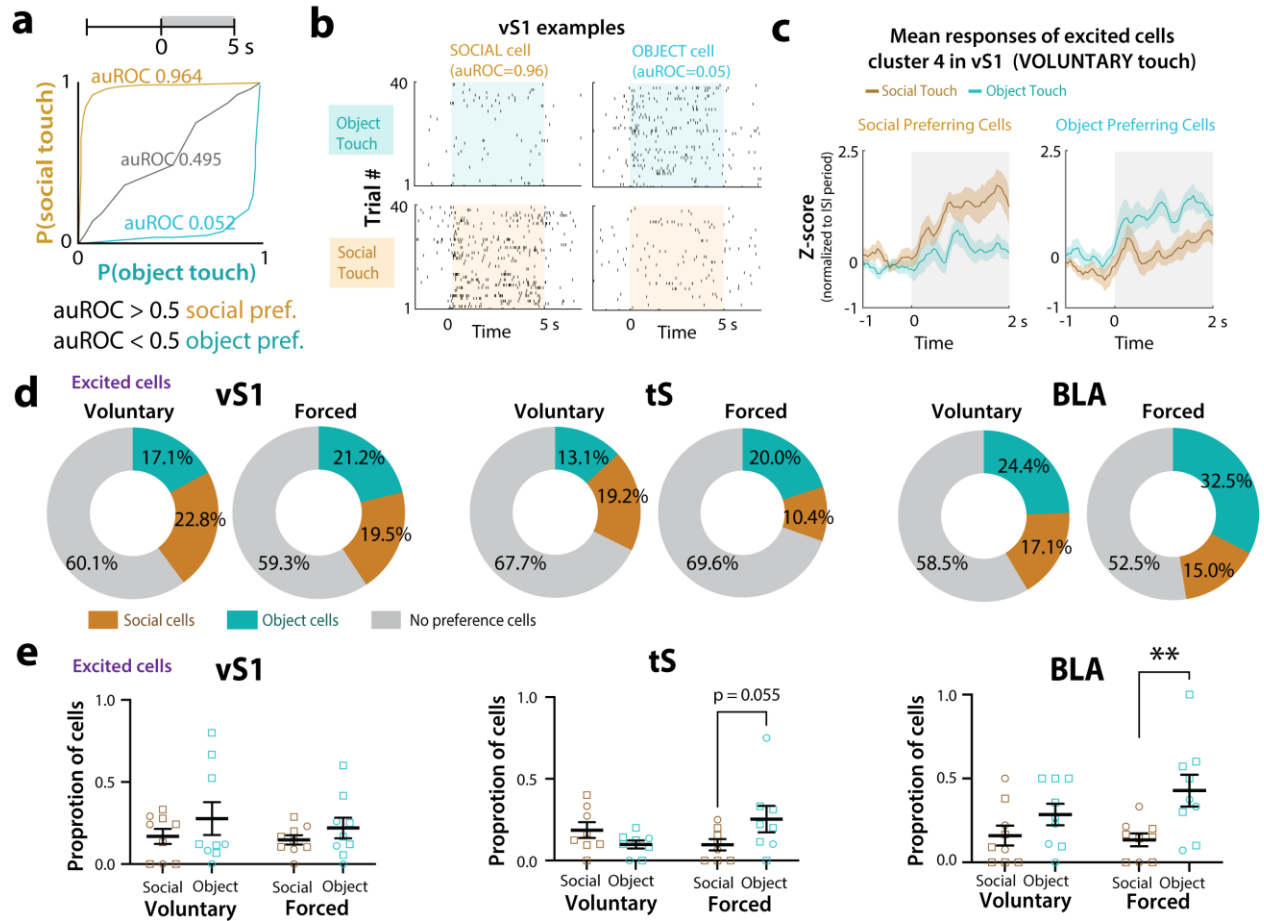 a
0
5 s
1
auROC 0.964
auROC 0.495
auROC 0.052
P(social touch)
0
P(object touch)
1
auROC > 0.5 social pref.
auROC < 0.5 object pref.
b
vS1 examples
SOCIAL cell
(auROC=0.96)
OBJECT cell
(auROC=0.05)
Object
Touch
Social
Touch
Trial #
40
1
40
1
0
Time
5 s
0
Time
5 s
c
Mean responses of excited cells
cluster 4 in vS1 (VOLUNTARY touch)
Social Touch
Object Touch
Social Preferring Cells
Object Preferring Cells
Z-score
(normalized to ISI period)
2.5
0
-1
-1
0
2 s
Time
2.5
0
-1
-1
0
2 s
Time
d
Excited cells
vS1
Voluntary
Forced
17.1%
22.8%
60.1%
21.2%
19.5%
59.3%
tS
Voluntary
Forced
13.1%
19.2%
67.7%
20.0%
10.4%
69.6%
BLA
Voluntary
Forced
24.4%
17.1%
58.5%
32.5%
15.0%
52.5%
Social cells
Object cells
No preference cells
e
Excited cells
vS1
Proprotion of cells
1.0
0.5
0.0
Social
Object
Social
Object
Voluntary
Forced
tS
p = 0.055
Proprotion of cells
1.0
0.5
0.0
Social
Object
Social
Object
Voluntary
Forced
BLA
**
Proprotion of cells
1.0
0.5
0.0
Social
Object
Social
Object
Voluntary
Forced